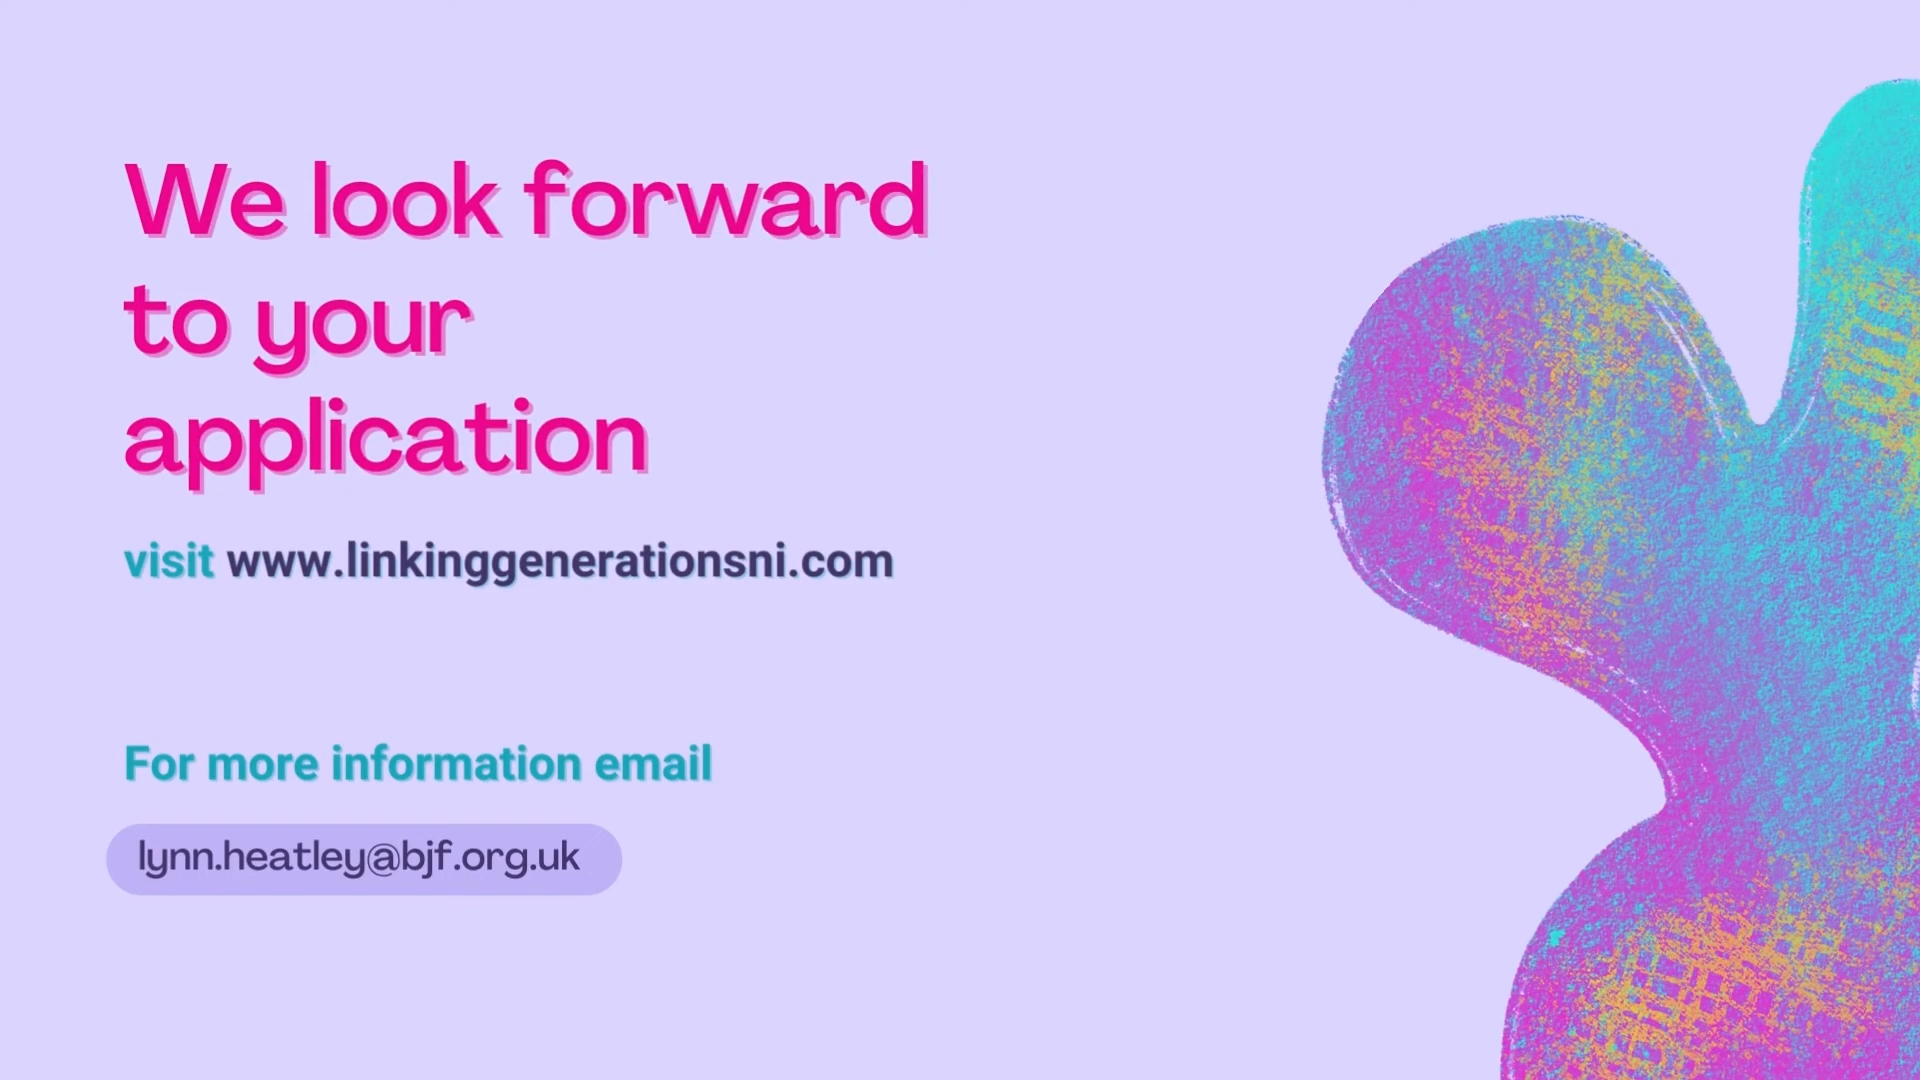 We look forward
to your
application
visit www.linkinggenerationsni.com
For more information email
lynn.heatley@bjf.org.uk